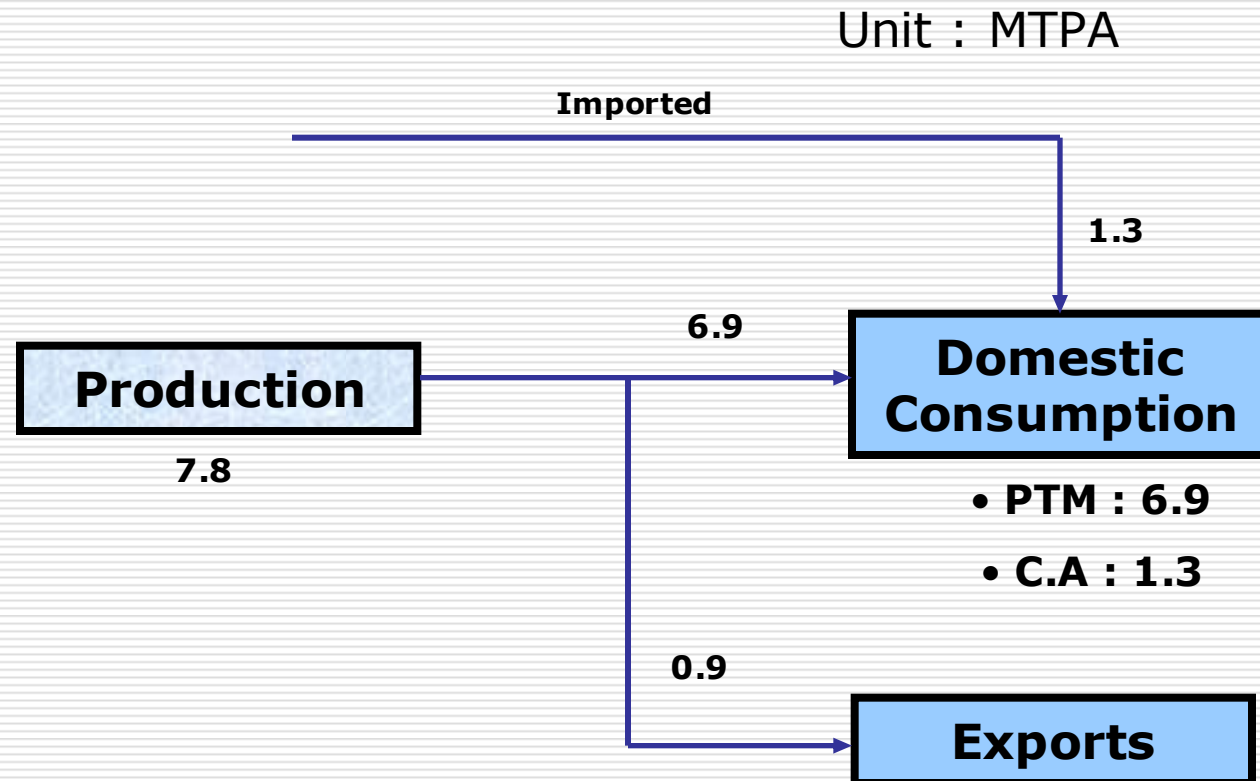 Unit : MTPA
Imported
1.3
6.9
Production
Domestic
Consumption
7.8
• PTM : 6.9
• C.A : 1.3
0.9
Exports